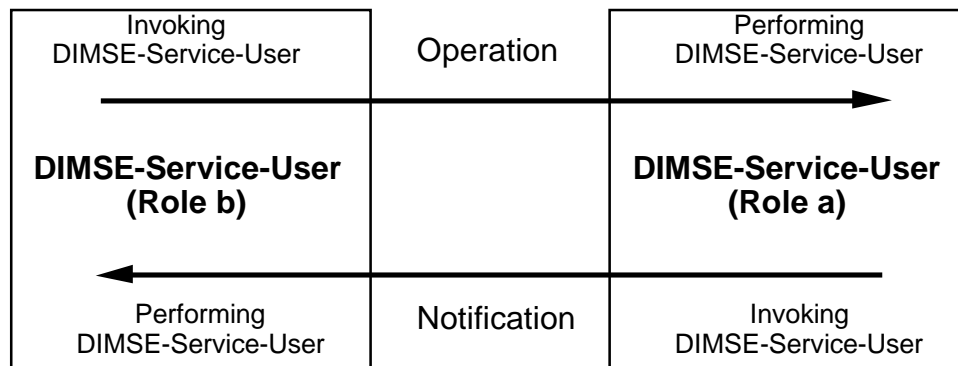 Invoking
DIMSE-Service-User
Operation
Performing
DIMSE-Service-User
DIMSE-Service-User
(Role b)
DIMSE-Service-User
(Role a)
Performing
DIMSE-Service-User
Notification
Invoking
DIMSE-Service-User